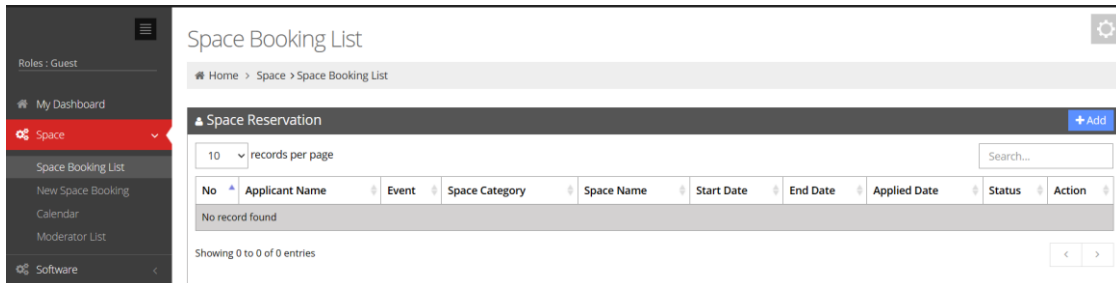 Roles : Guest
My Dashboard
Space
Space Booking List
New Space Booking
Calendar
Moderator List
Software
Space Booking List
Home > Space > Space Booking List
Space Reservation
+ Add
10 records per page
Search...
No Applicant Name Event Space Category Space Name Start Date End Date Applied Date Status Action
No record found
Showing 0 to 0 of 0 entries